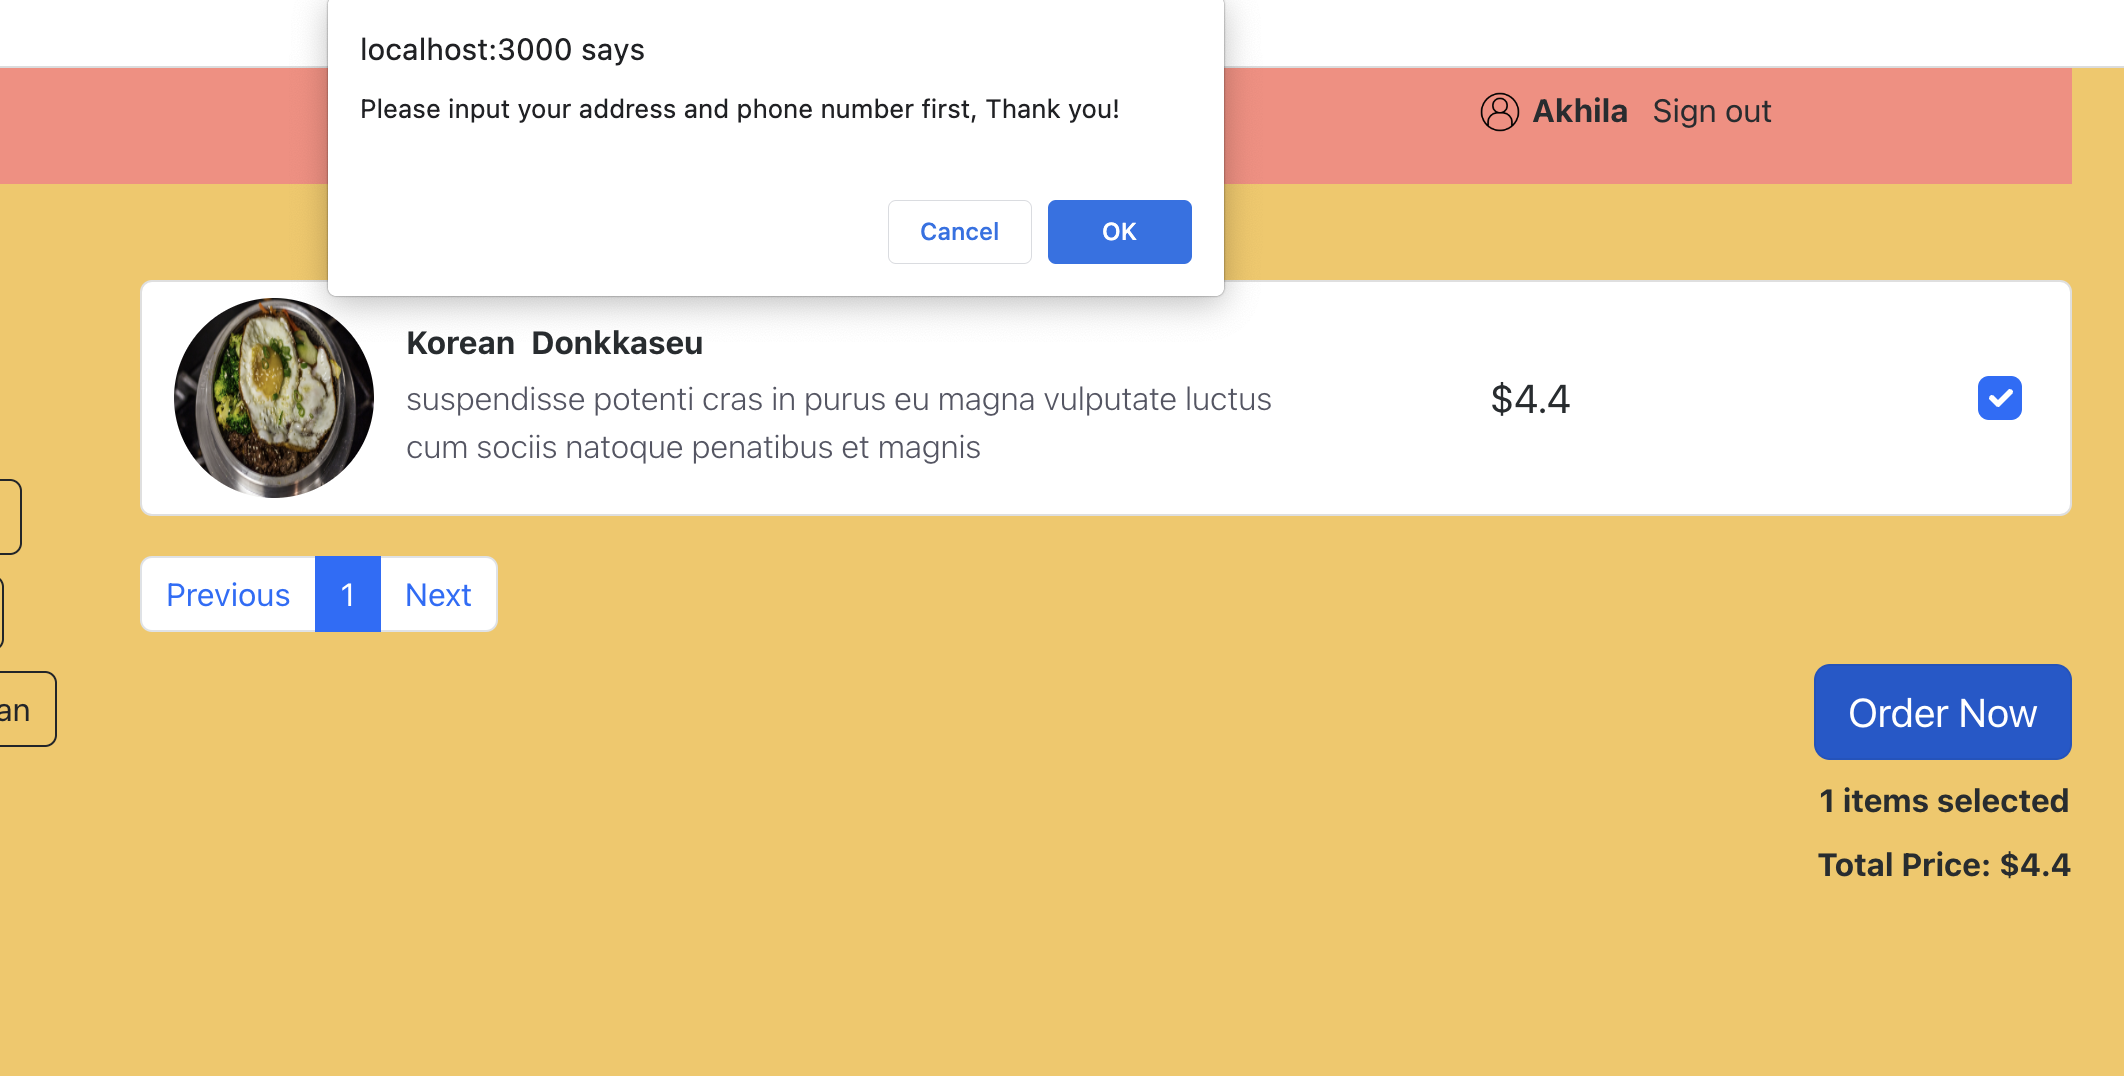 localhost:3000 says
Please input your address and phone number first, Thank you!
Cancel
OK
Akhila
Sign out
Korean Donkkaseu
suspendisse potenti cras in purus eu magna vulputate luctus
cum sociis natoque penatibus et magnis
$4.4
Previous
1
Next
an
Order Now
1 items selected
Total Price: $4.4